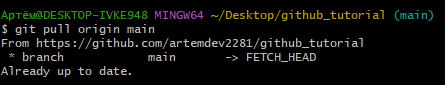 Артём@DESKTOP-IVKE948 MINGW64 ~/Desktop/github_tutorial (main)
$ git pull origin main
From https://github.com/artemdev2281/github_tutorial
 * branch            main       -> FETCH_HEAD
Already up to date.